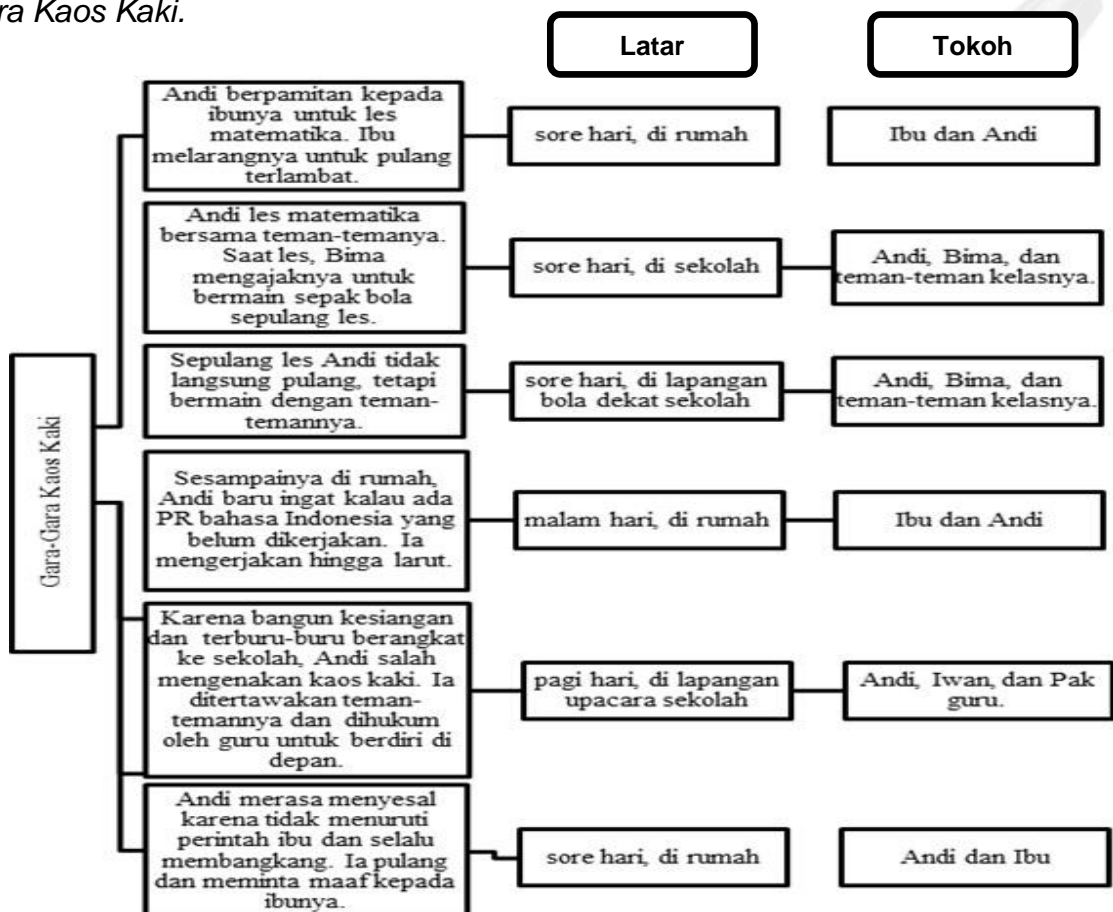 ra Kaos Kaki.
Latar
Tokoh
Gara-Gara Kaos Kaki
Andi berpamitan kepada
ibunya untuk les
matematika. Ibu
melarangnya untuk pulang
terlambat.
sore hari, di rumah
Ibu dan Andi
Andi les matematika
bersama teman-temanya.
Saat les, Bima
mengajaknya untuk
bermain sepak bola
sepulang les.
sore hari, di sekolah
Andi, Bima, dan
teman-teman kelasnya.
Sepulang les Andi tidak
langsung pulang, tetapi
bermain dengan teman-
temannya.
sore hari, di lapangan
bola dekat sekolah
Andi, Bima, dan
teman-teman kelasnya.
Sesampainya di rumah,
Andi baru ingat kalau ada
PR bahasa Indonesia yang
belum dikerjakan. Ia
mengerjakan hingga larut.
malam hari, di rumah
Ibu dan Andi
Karena bangun kesiangan
dan terburu-buru berangkat
ke sekolah, Andi salah
mengenakan kaos kaki. Ia
ditertawakan teman-
temannya dan dihukum
oleh guru untuk berdiri di
depan.
pagi hari, di lapangan
upacara sekolah
Andi, Iwan, dan Pak
guru.
Andi merasa menyesal
karena tidak menuruti
perintah ibu dan selalu
membangkang. Ia pulang
dan meminta maaf kepada
ibunya.
sore hari, di rumah
Andi dan Ibu